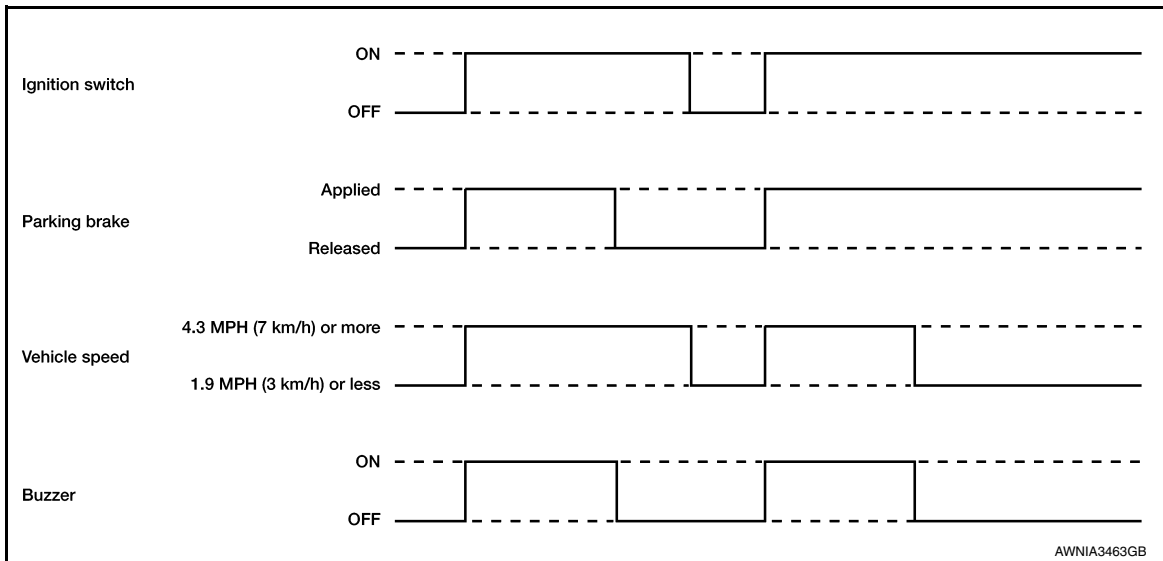 ON
Ignition switch
OFF
Applied
Parking brake
Released
4.3 MPH (7 km/h) or more
Vehicle speed
1.9 MPH (3 km/h) or less
ON
Buzzer
OFF
AWNIA3463GB